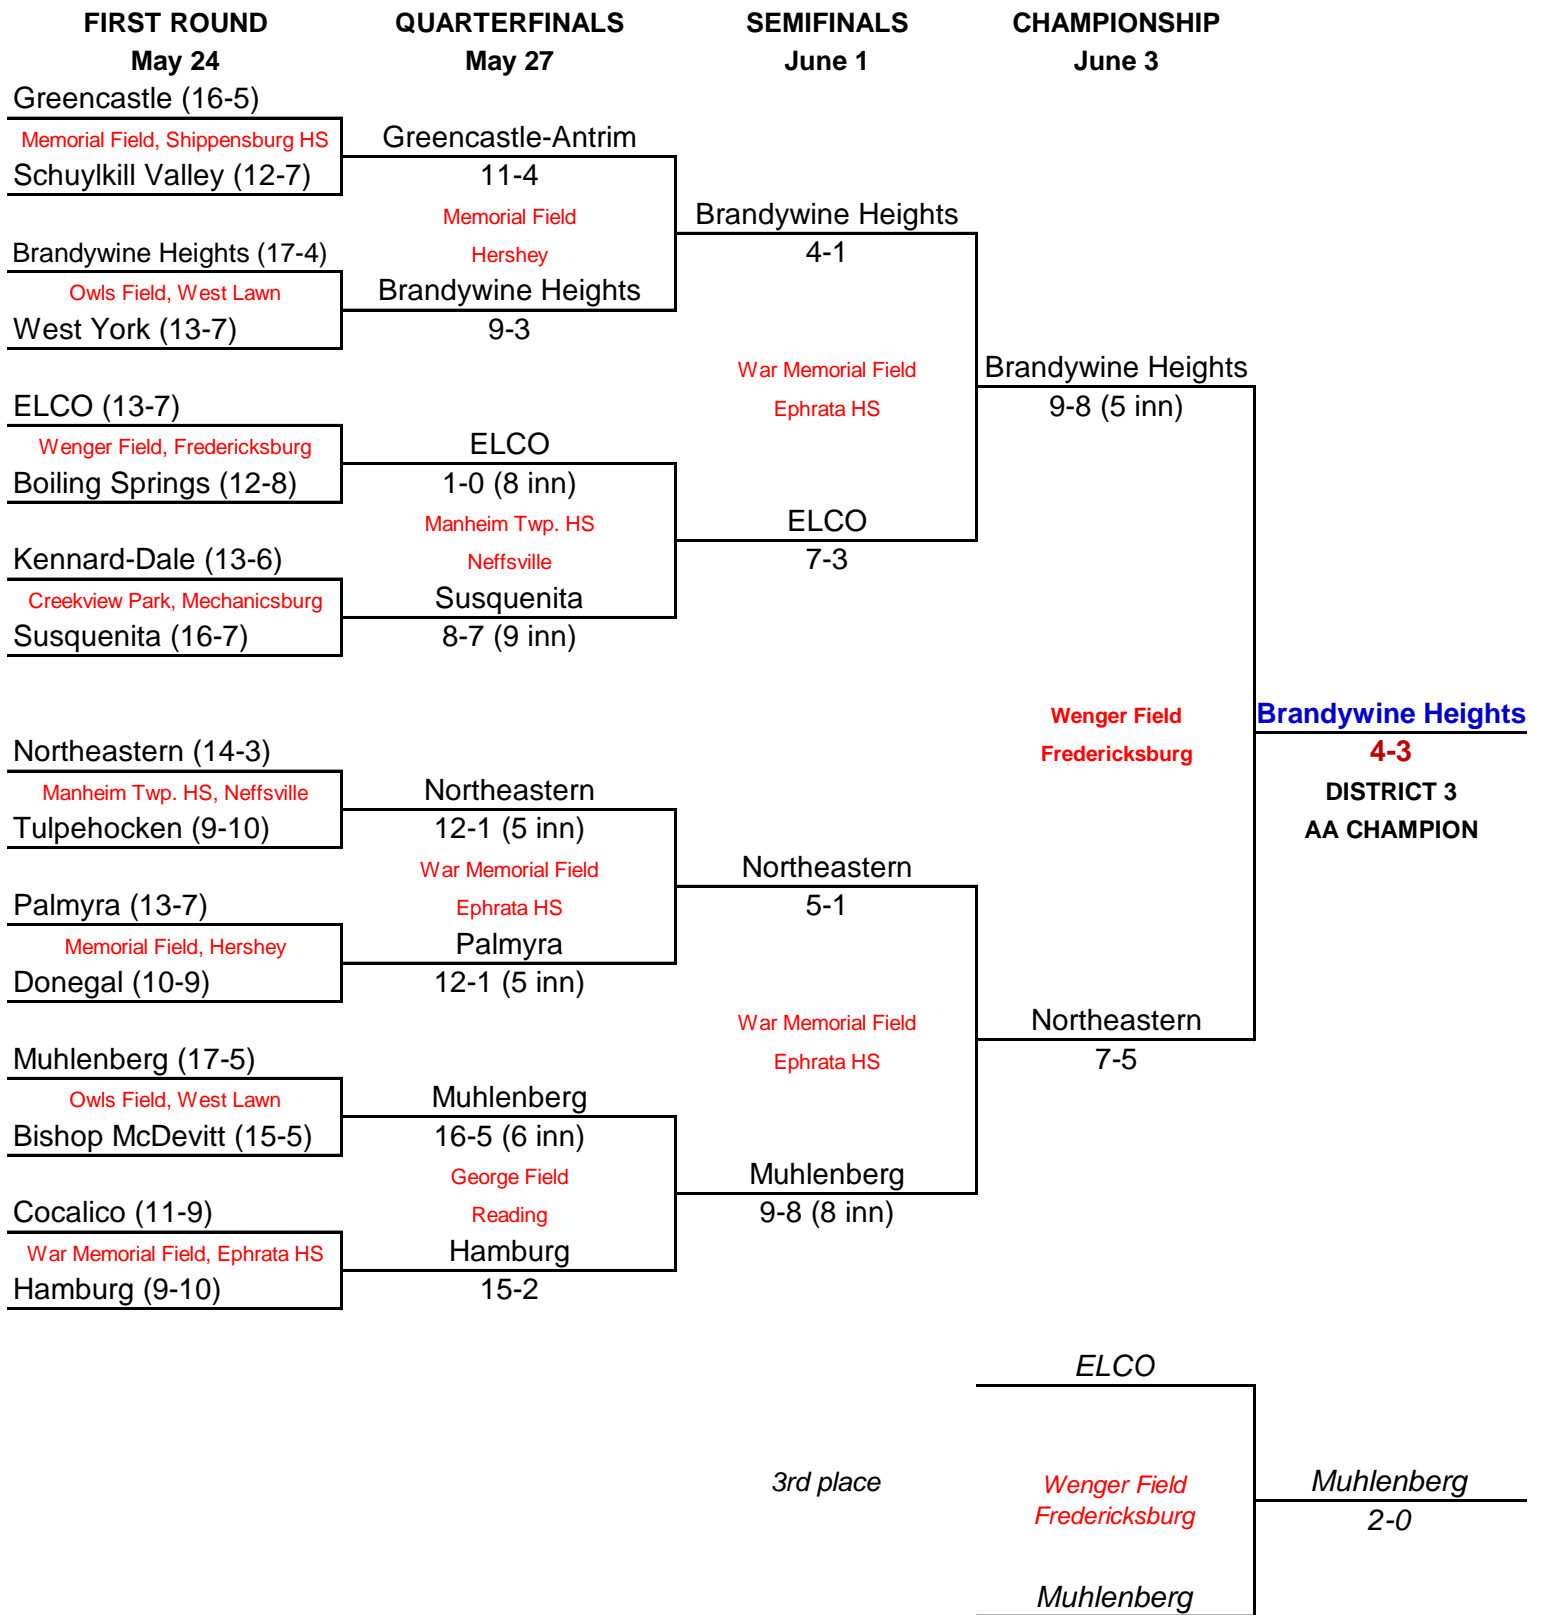 FIRST ROUND QUARTERFINALS SEMIFINALS CHAMPIONSHIP
May 24 May 27 June 1 June 3
Greencastle (16-5)
Memorial Field, Shippensburg HS Greencastle-Antrim
Schuylkill Valley (12-7) 11-4
Memorial Field Brandywine Heights
Brandywine Heights (17-4) Hershey 4-1
Owls Field, West Lawn Brandywine Heights
West York (13-7) 9-3
War Memorial Field Brandywine Heights
ELCO (13-7) Ephrata HS 9-8 (5 inn)
Wenger Field, Fredericksburg ELCO
Boiling Springs (12-8) 1-0 (8 inn)
Manheim Twp. HS ELCO
Kennard-Dale (13-6) Neffsville 7-3
Creekview Park, Mechanicsburg Susquenita
Susquenita (16-7) 8-7 (9 inn)
Wenger Field Brandywine Heights
Northeastern (14-3) Fredericksburg 4-3
Manheim Twp. HS, Neffsville Northeastern DISTRICT 3
Tulpehocken (9-10) 12-1 (5 inn) AA CHAMPION
War Memorial Field Northeastern
Palmyra (13-7) Ephrata HS 5-1
Memorial Field, Hershey Palmyra
Donegal (10-9) 12-1 (5 inn)
War Memorial Field Northeastern
Muhlenberg (17-5) Ephrata HS 7-5
Owls Field, West Lawn Muhlenberg
Bishop McDevitt (15-5) 16-5 (6 inn)
George Field Muhlenberg
Cocalico (11-9) Reading 9-8 (8 inn)
War Memorial Field, Ephrata HS Hamburg
Hamburg (9-10) 15-2
ELCO
3rd place Wenger Field Muhlenberg
Fredericksburg 2-0
Muhlenberg